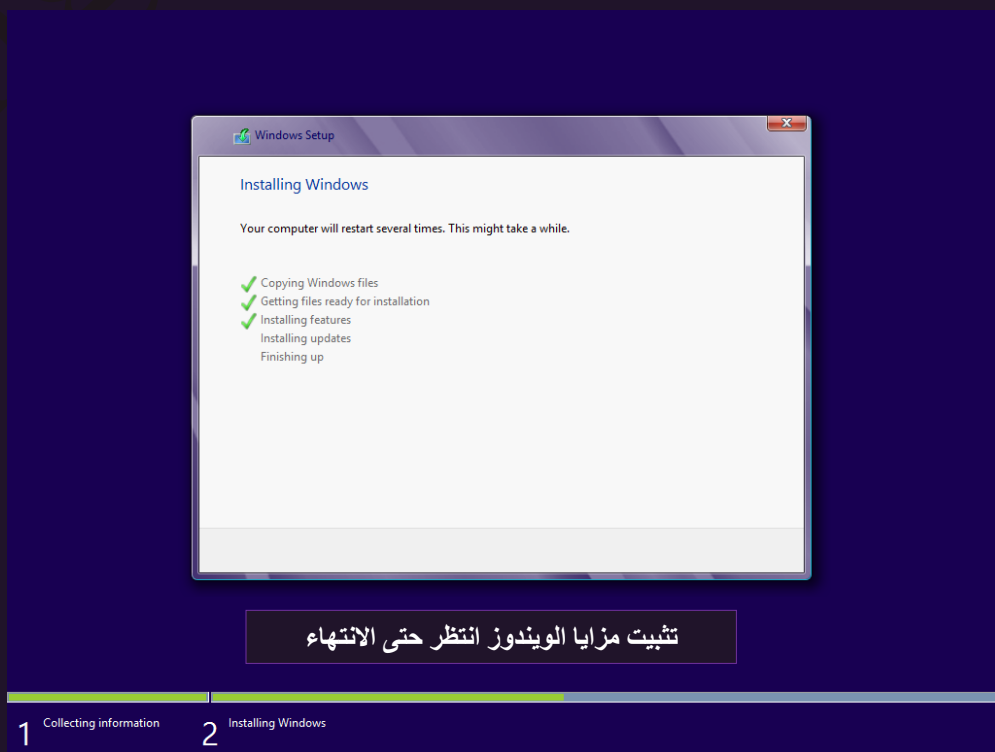 Windows Setup
Installing Windows
Your computer will restart several times. This might take a while.
Copying Windows files
Getting files ready for installation
Installing features
Installing updates
Finishing up
تثبيت مزايا الويندوز انتظر حتى الانتهاء
1 Collecting information 2 Installing Windows